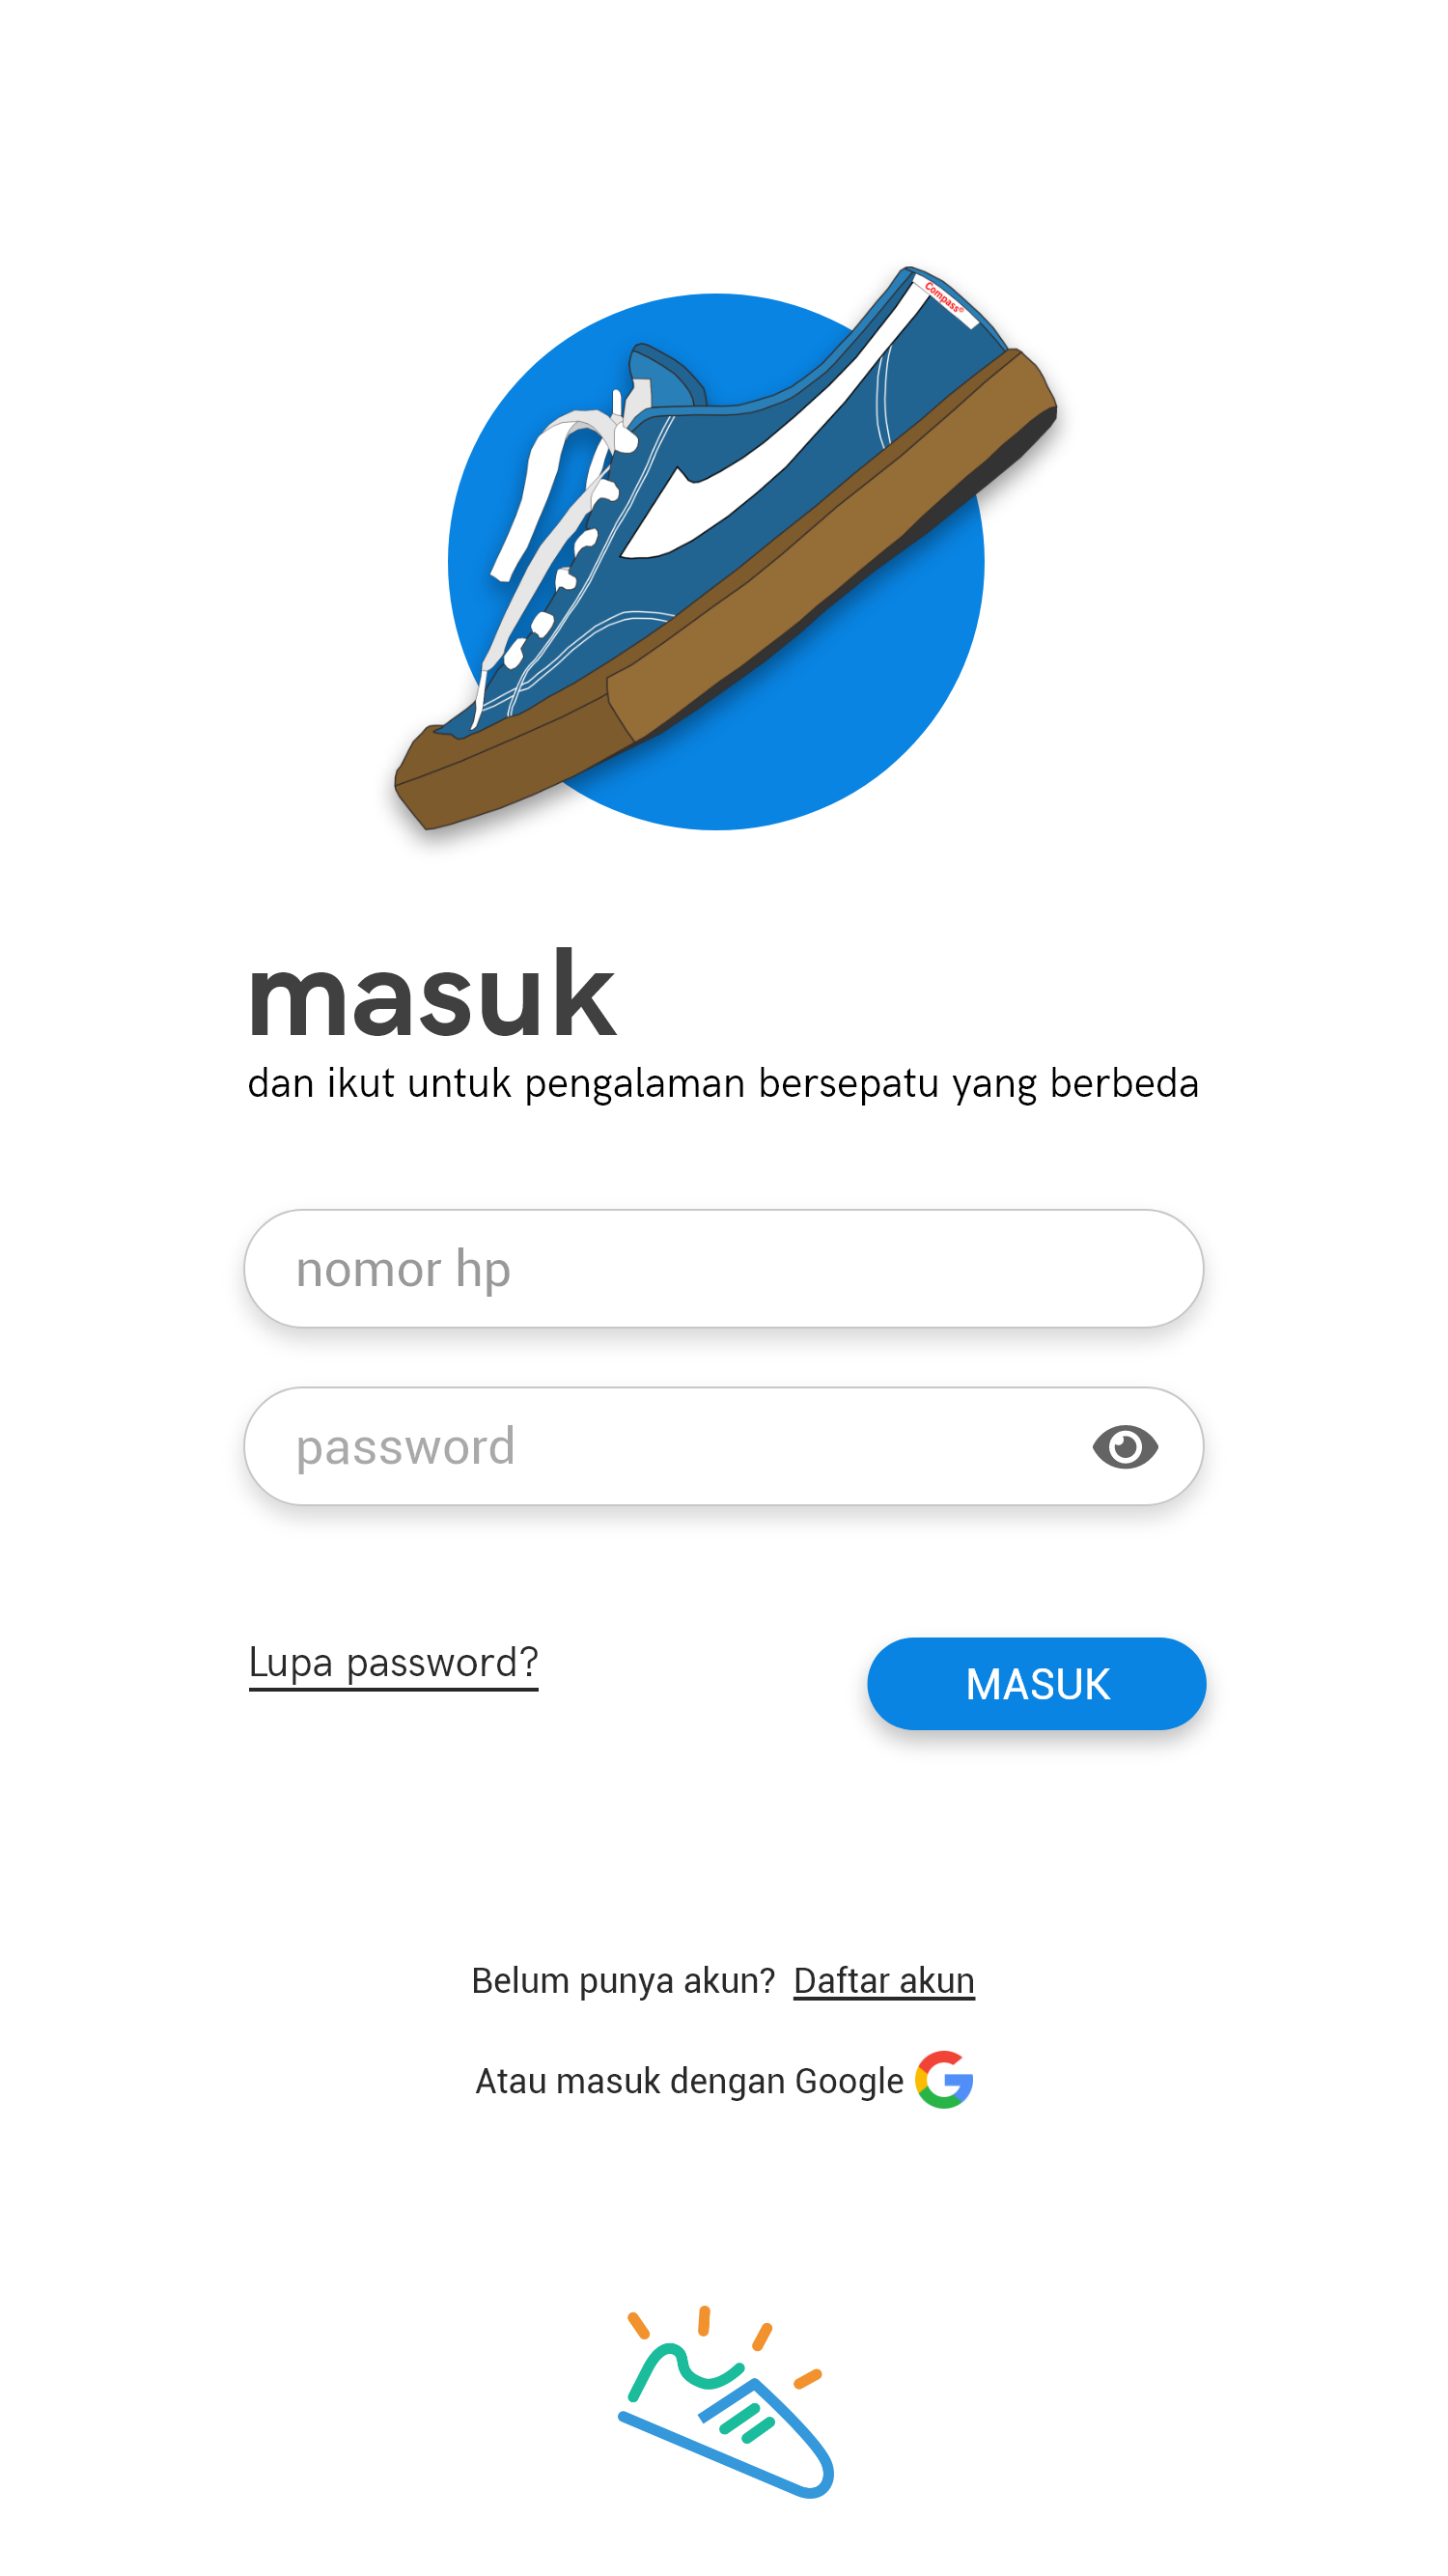 Compass®
masuk
dan ikut untuk pengalaman bersepatu yang berbeda
nomor hp
password
Lupa password?
MASUK
Belum punya akun? Daftar akun
Atau masuk dengan Google